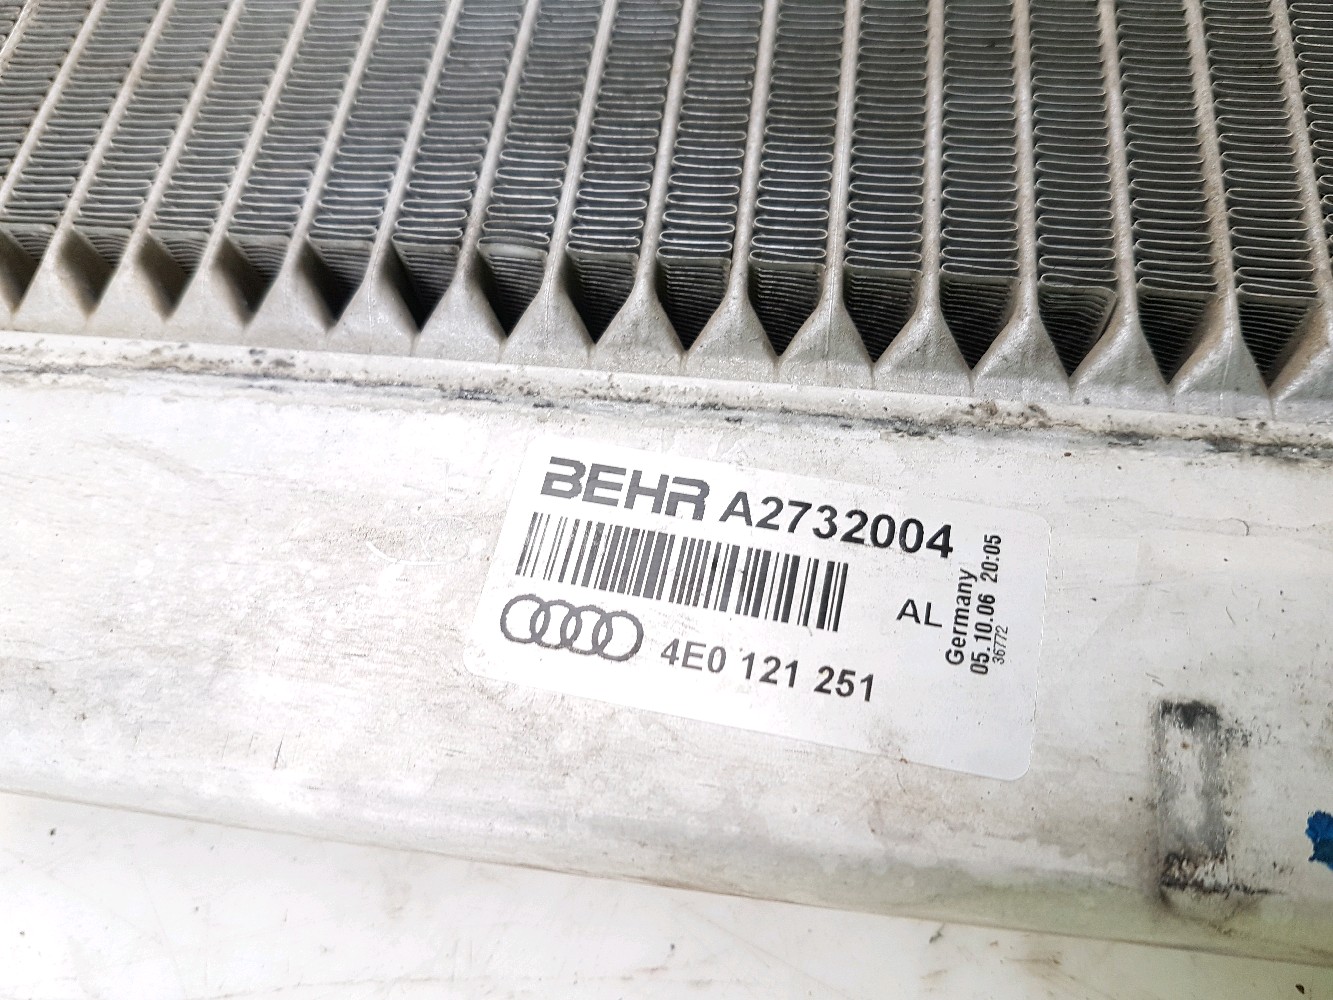 BEHR A2732004
AL
4E0 121 251
Germany
05.10.06 20:05
36772